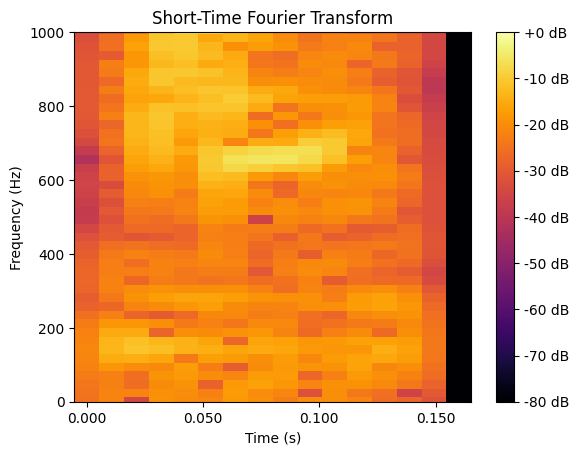 Short-Time Fourier Transform
1000
800
600
400
200
0
Frequency (Hz)
0.000
0.050
0.100
0.150
Time (s)
+0 dB
-10 dB
-20 dB
-30 dB
-40 dB
-50 dB
-60 dB
-70 dB
-80 dB